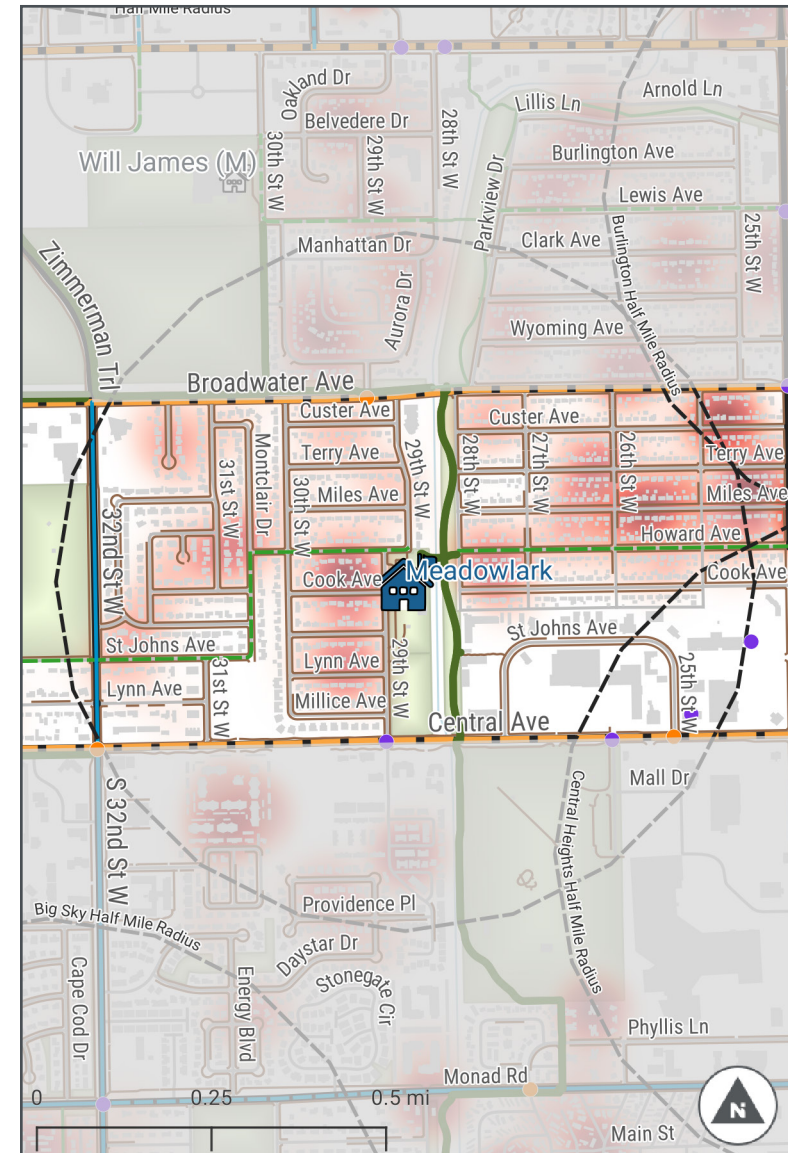 Half Mile Radius
Oakland Dr
Belvedere Dr
28th St W
Lillis Ln
Arnold Ln
Will James (M)
30th St W
29th St W
Burlington Ave
Lewis Ave
Parkview Dr
Manhattan Dr
Clark Ave
25th St W
Zimmerman Trl
Aurora Dr
Burlington Half Mile Radius
Wyoming Ave
Broadwater Ave
Custer Ave
Custer Ave
Montclair Dr
Terry Ave
29th St W
28th St W
27th St W
26th St W
Terry Ave
31st St W
30th St W
Miles Ave
Miles Ave
32nd St W
Howard Ave
Cook Ave
Meadowlark
Cook Ave
St Johns Ave
St Johns Ave
Lynn Ave
29th St W
25th St W
Lynn Ave
31st St W
Millice Ave
Central Ave
S 32nd St W
Mall Dr
Central Heights Half Mile Radius
Big Sky Half Mile Radius
Providence Pl
Daystar Dr
Stonegate Cir
Cape Cod Dr
Energy Blvd
Phyllis Ln
Monad Rd
0
0.25
0.5 mi
Main St
N